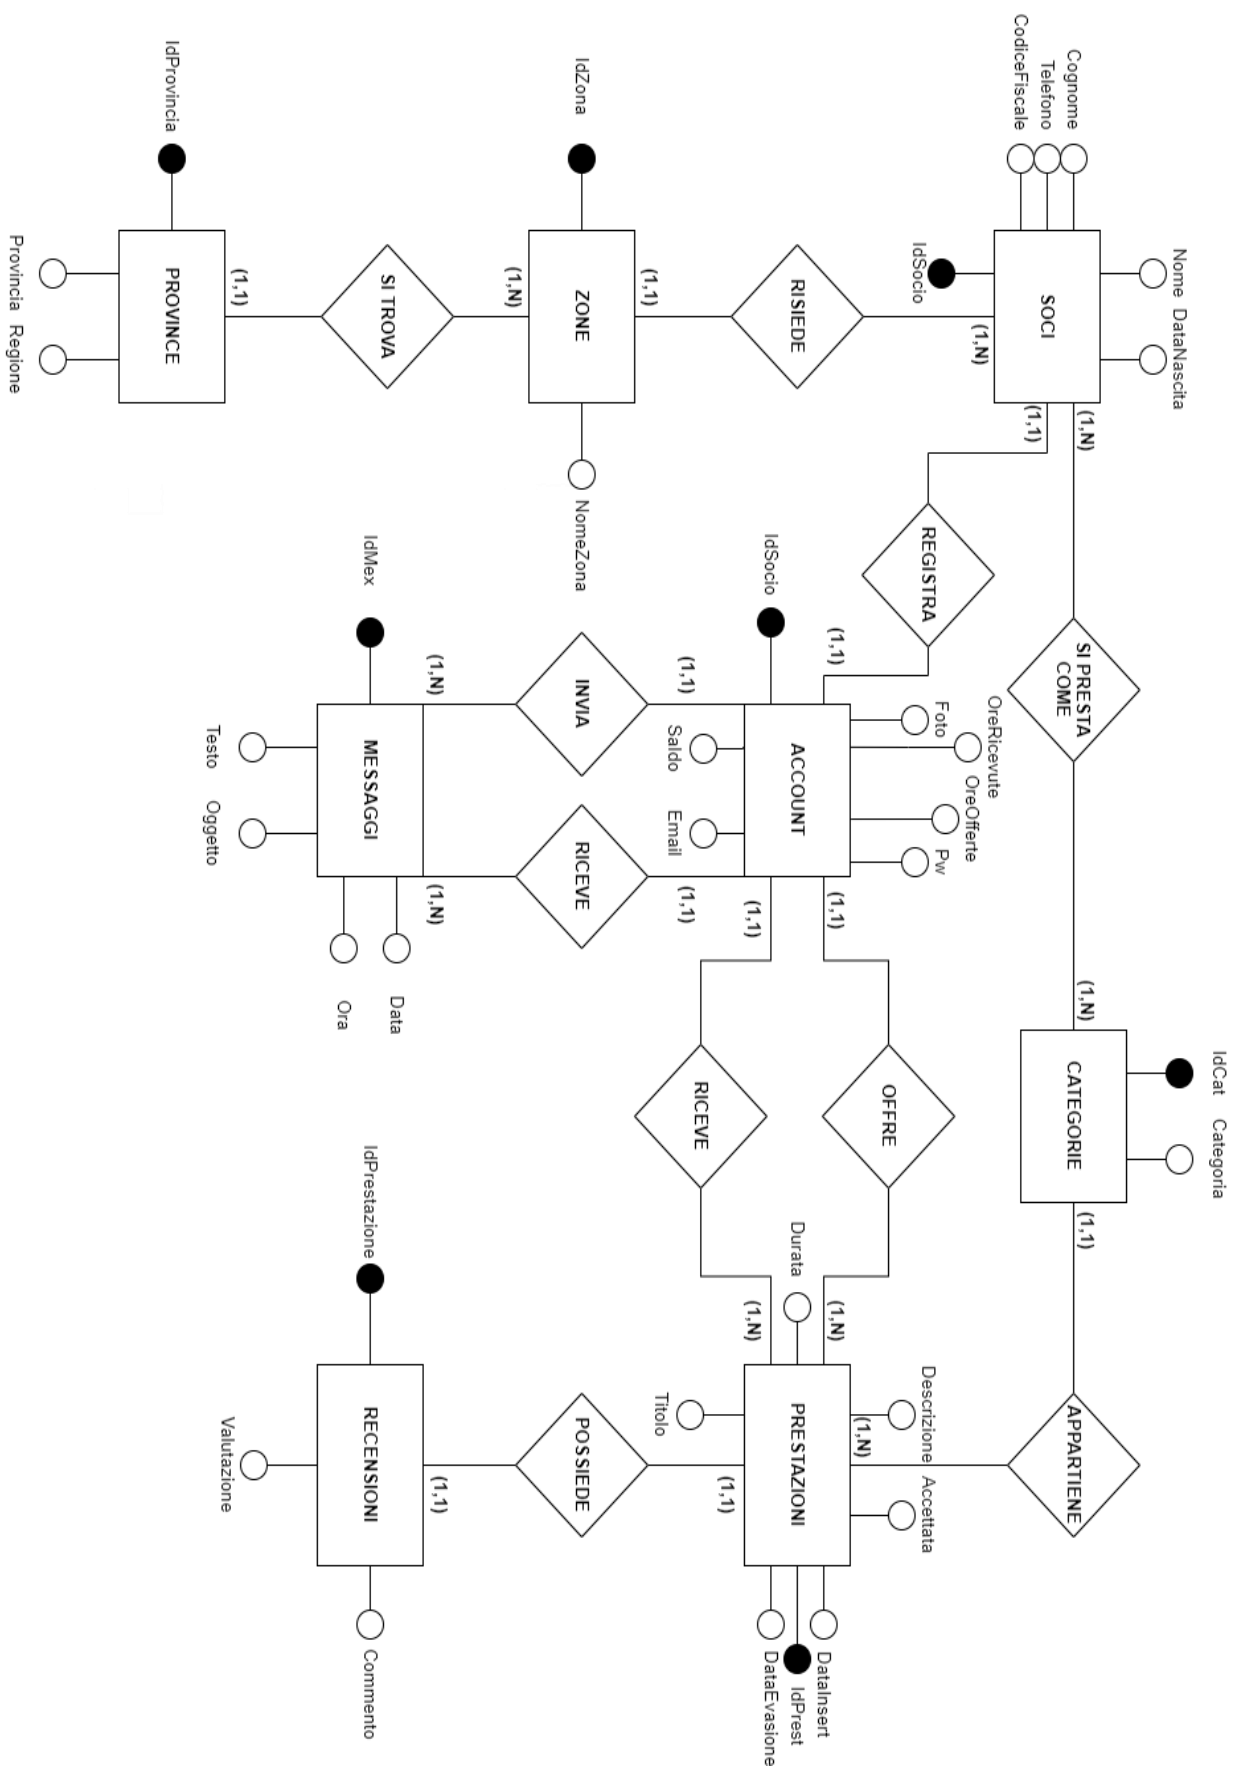 Nome
DataNascita
Cognome
Telefono
CodiceFiscale
IdSocio
SOCI
(1,N)
(1,1)
(1,N)
SI PRESTA
COME
(1,N)
IdCat
Categoria
CATEGORIE
(1,1)
APPARTIENE
RISIEDE
(1,1)
IdZona
ZONE
NomeZona
(1,N)
SI TROVA
(1,1)
IdProvincia
PROVINCE
Provincia
Regione
REGISTRA
(1,1)
IdSocio
ACCOUNT
Foto
OreRicevute
OreOfferte
Pw
Saldo
Email
(1,1)
INVIA
(1,N)
(1,1)
RICEVE
(1,N)
IdMex
MESSAGGI
Testo
Oggetto
Data
Ora
(1,1)
OFFRE
(1,N)
(1,1)
RICEVE
(1,N)
Durata
PRESTAZIONI
Descrizione
(1,N)
Accettata
Titolo
DataInsert
IdPrest
DataEvasione
(1,1)
POSSIEDE
(1,1)
IdPrestazione
RECENSIONI
Valutazione
Commento